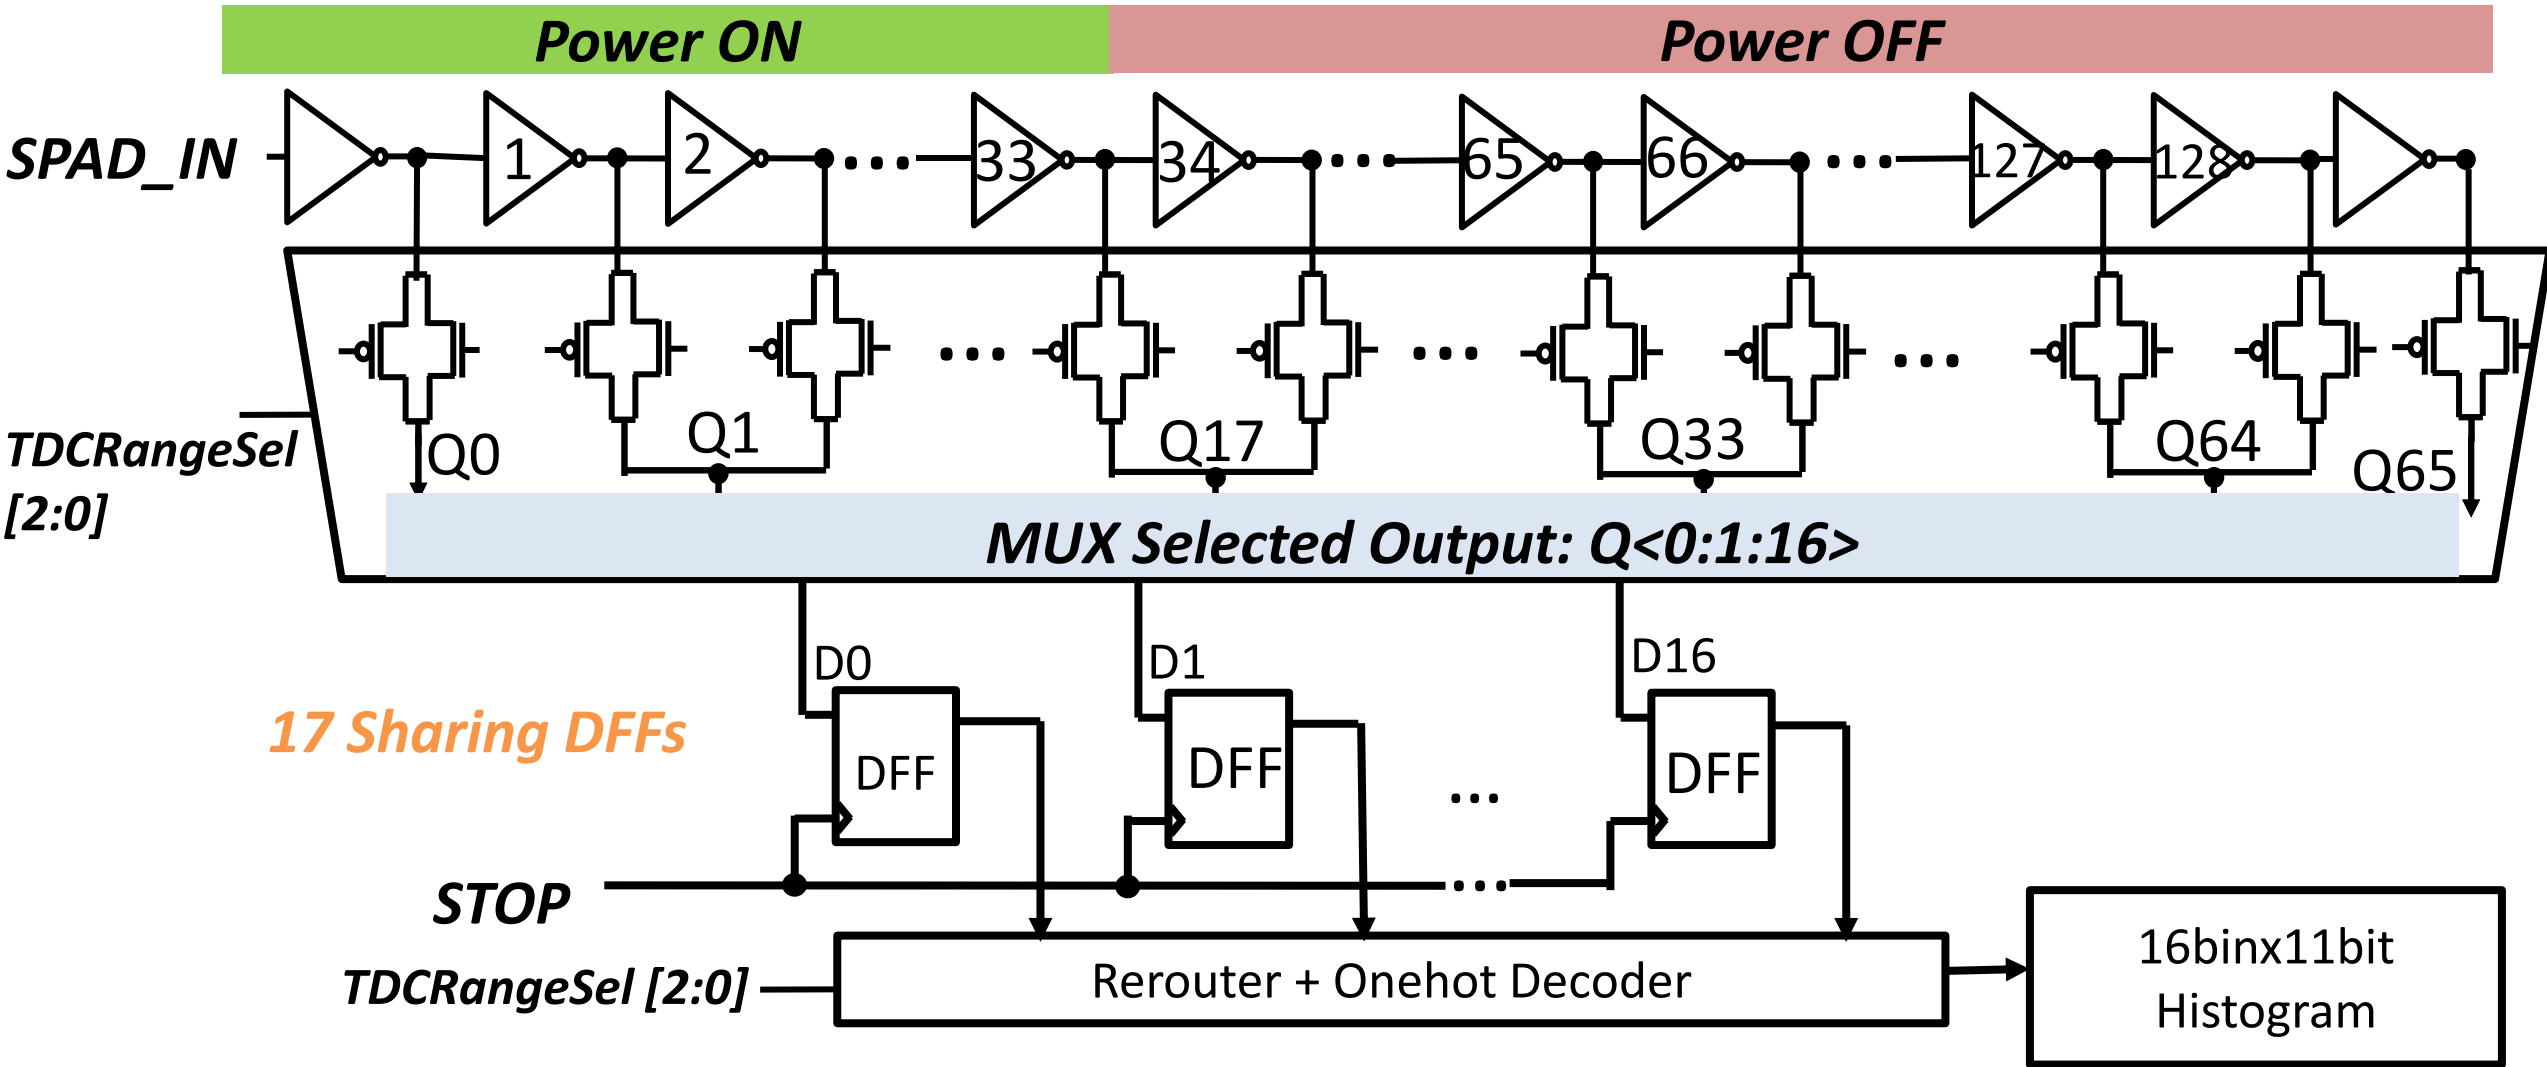 Power ON
Power OFF
SPAD_IN
1
2
...
33
34
...
65
66
...
127
128
...
...
...
TDCRangeSel
[2:0]
Q0
Q1
Q17
Q33
Q64
Q65
MUX Selected Output: Q<0:1:16>
D0
D1
D16
17 Sharing DFFs
DFF
DFF
...
DFF
STOP
...
TDCRangeSel [2:0]
Rerouter + Onehot Decoder
16binx11bit
Histogram